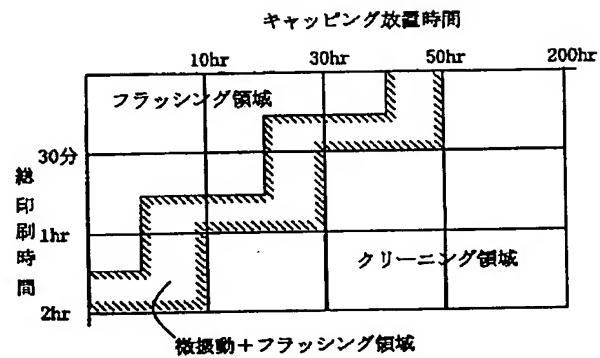 キャッピング放置時間
10hr 30hr 50hr 200hr
フラッシング領域
30分
総印刷時間
1hr
クリーニング領域
2hr
微振動+フラッシング領域